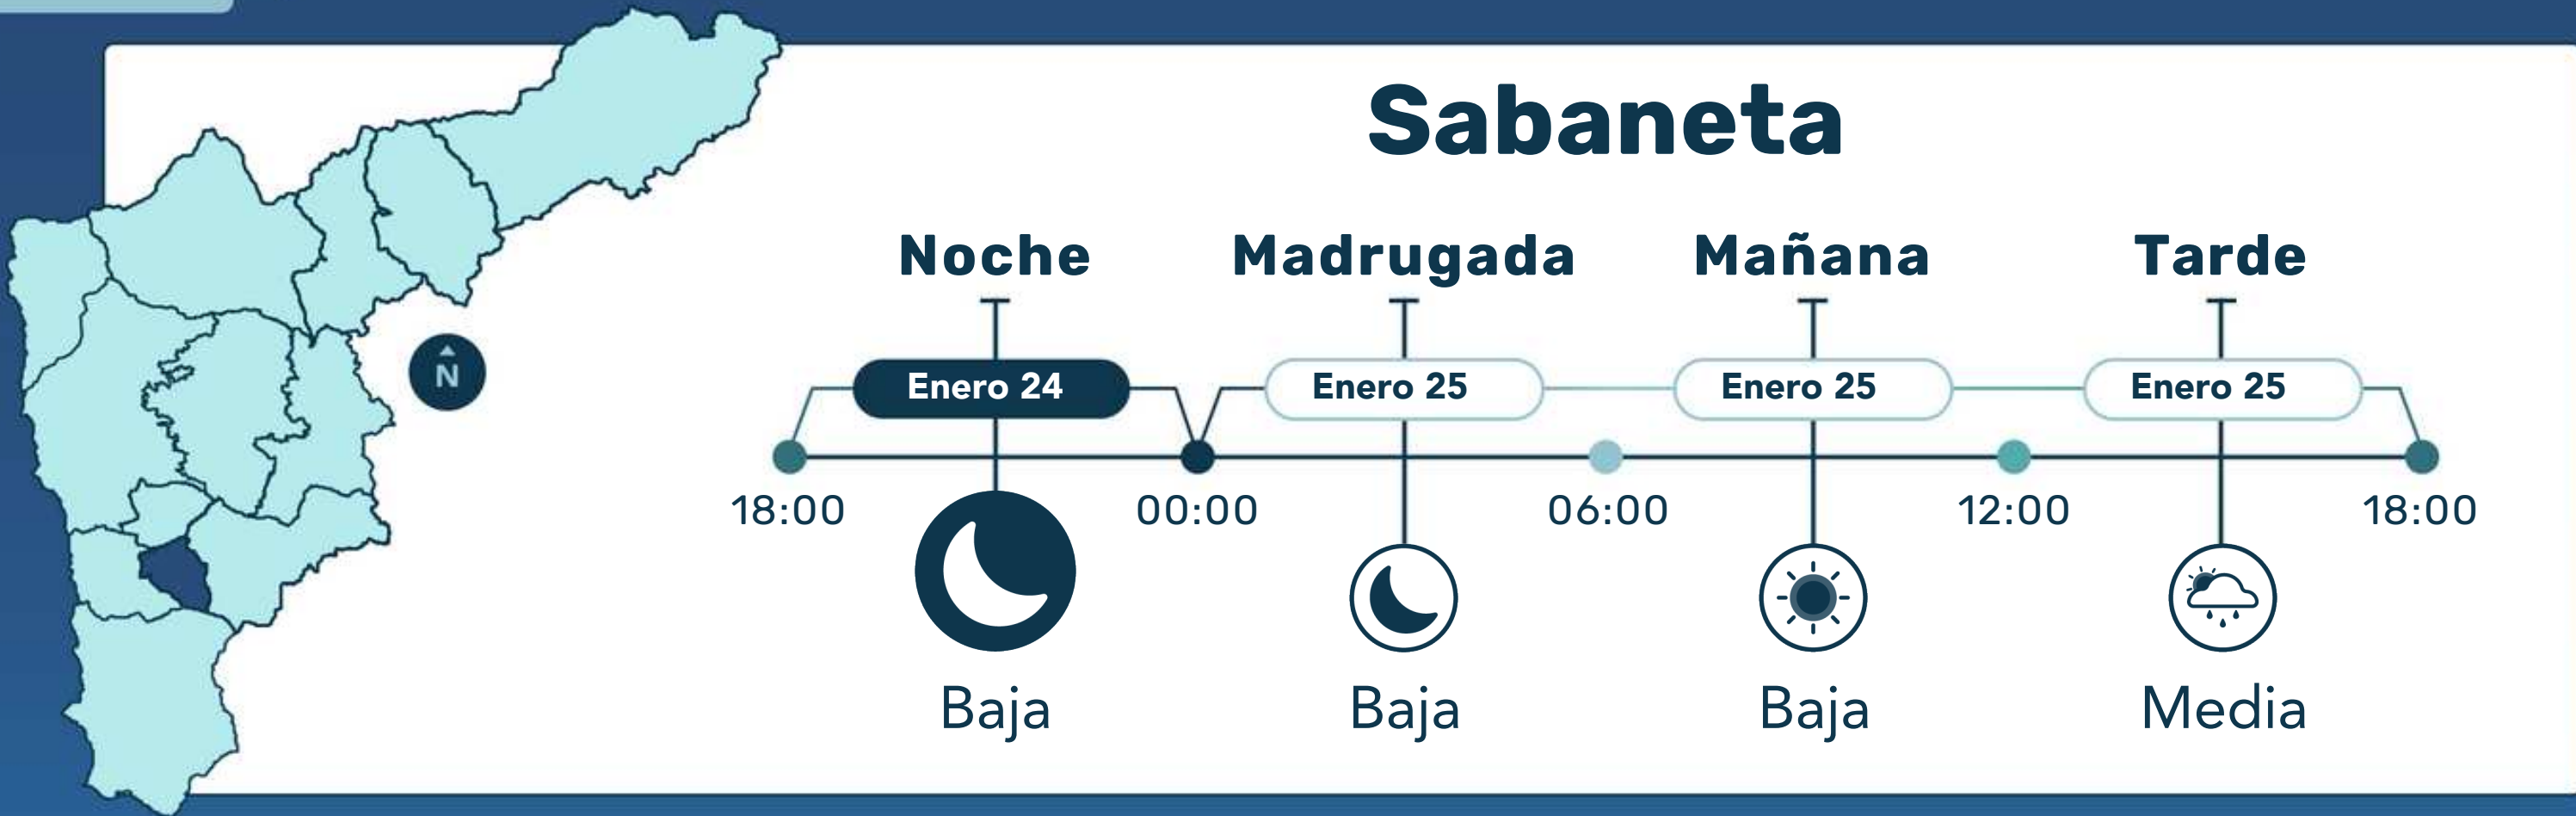 Sabaneta
Noche Madrugada Mañana Tarde
N
Enero 24 Enero 25 Enero 25 Enero 25
18:00 00:00 06:00 12:00 18:00
Baja Baja Baja Media